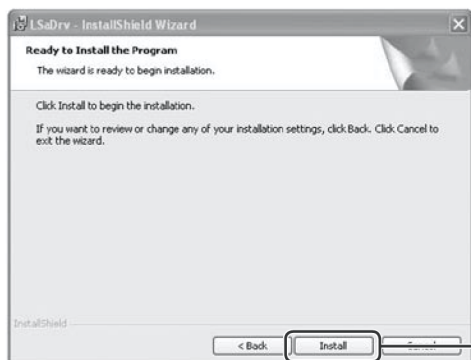 LSaDrv - InstallShield Wizard
Ready to Install the Program
The wizard is ready to begin installation.
Click Install to begin the installation.
If you want to review or change any of your installation settings, click Back. Click Cancel to
exit the wizard.
InstallShield
< Back Install